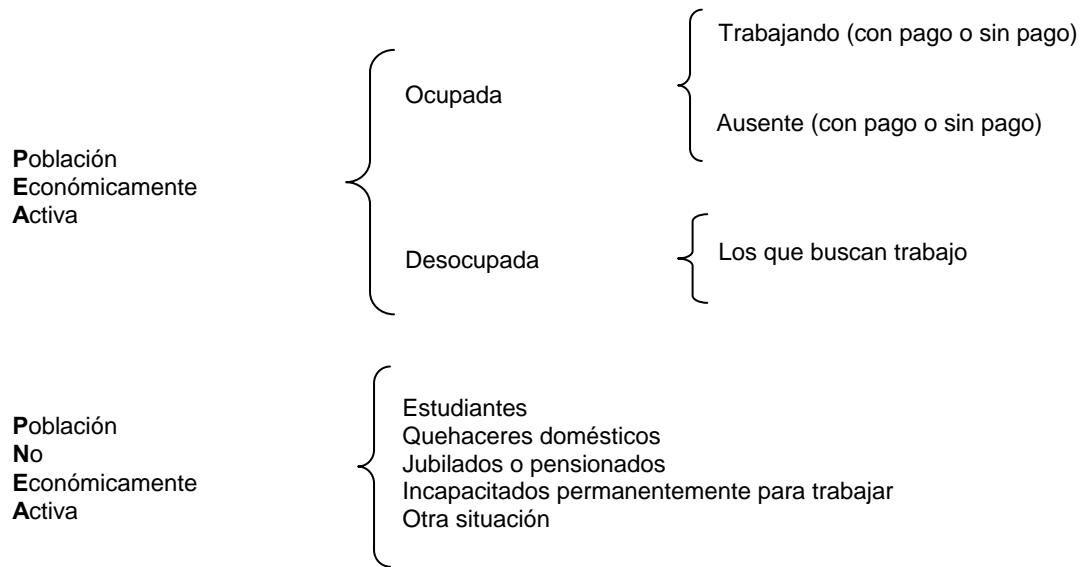 Población
Económicamente
Activa
Ocupada
Trabajando (con pago o sin pago)
Ausente (con pago o sin pago)
Desocupada
Los que buscan trabajo
Población
No
Económicamente
Activa
Estudiantes
Quehaceres domésticos
Jubilados o pensionados
Incapacitados permanentemente para trabajar
Otra situación